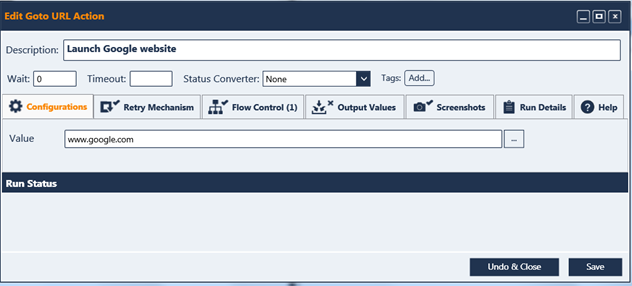 Edit Goto URL Action
Description: Launch Google website
Wait: 0 Timeout: Status Converter: None Tags: Add...
Configurations Retry Mechanism Flow Control (1) Output Values Screenshots Run Details ? Help
Value www.google.com ...
Run Status
Undo & Close Save